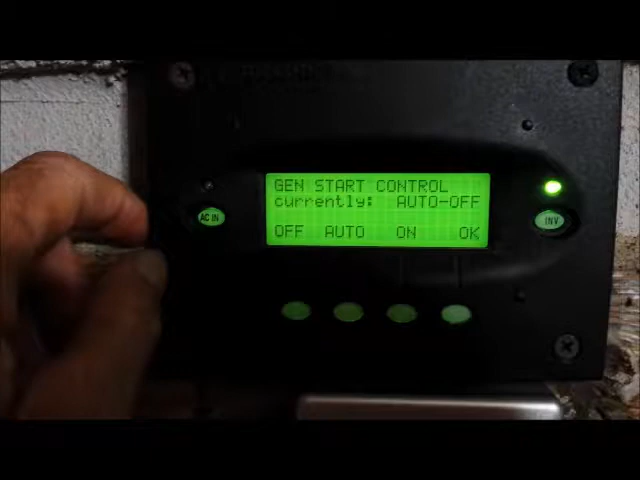 GEN START CONTROL
currently: AUTO-OFF
OFF AUTO ON OK
AC IN
INV